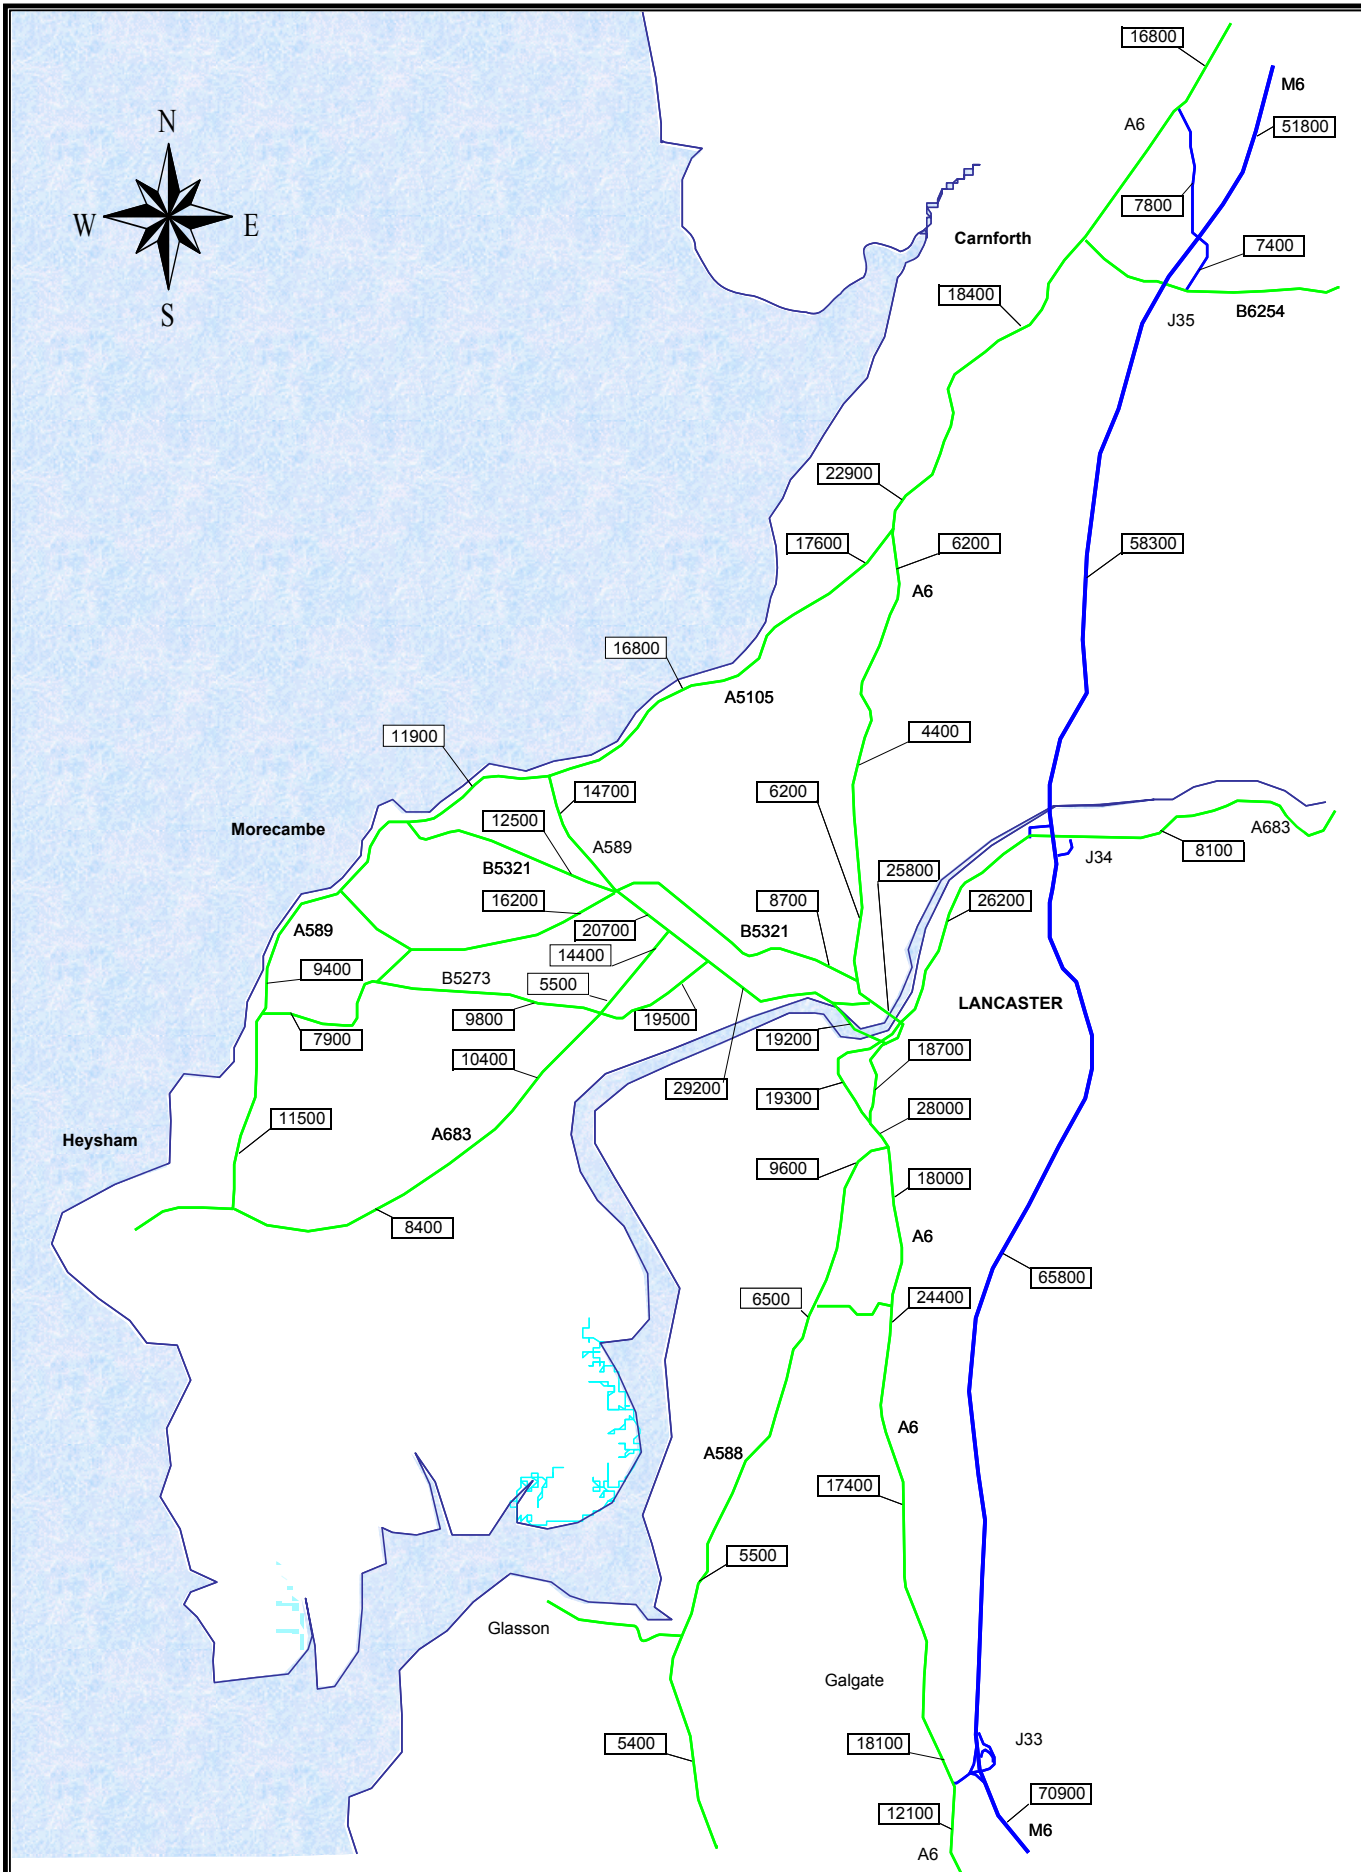 16800
M6
N
A6
51800
7800
W
E
Carnforth
7400
18400
B6254
S
J35
22900
17600
6200
58300
A6
16800
A5105
11900
4400
14700
6200
12500
Morecambe
A589
A683
8100
J34
B5321
25800
16200
8700
26200
20700
A589
B5321
14400
9400
B5273
5500
LANCASTER
9800
19500
7900
19200
18700
10400
29200
19300
28000
11500
A683
Heysham
9600
18000
8400
A6
65800
6500
24400
A6
A588
17400
5500
Glasson
Galgate
J33
5400
18100
70900
12100
M6
A6